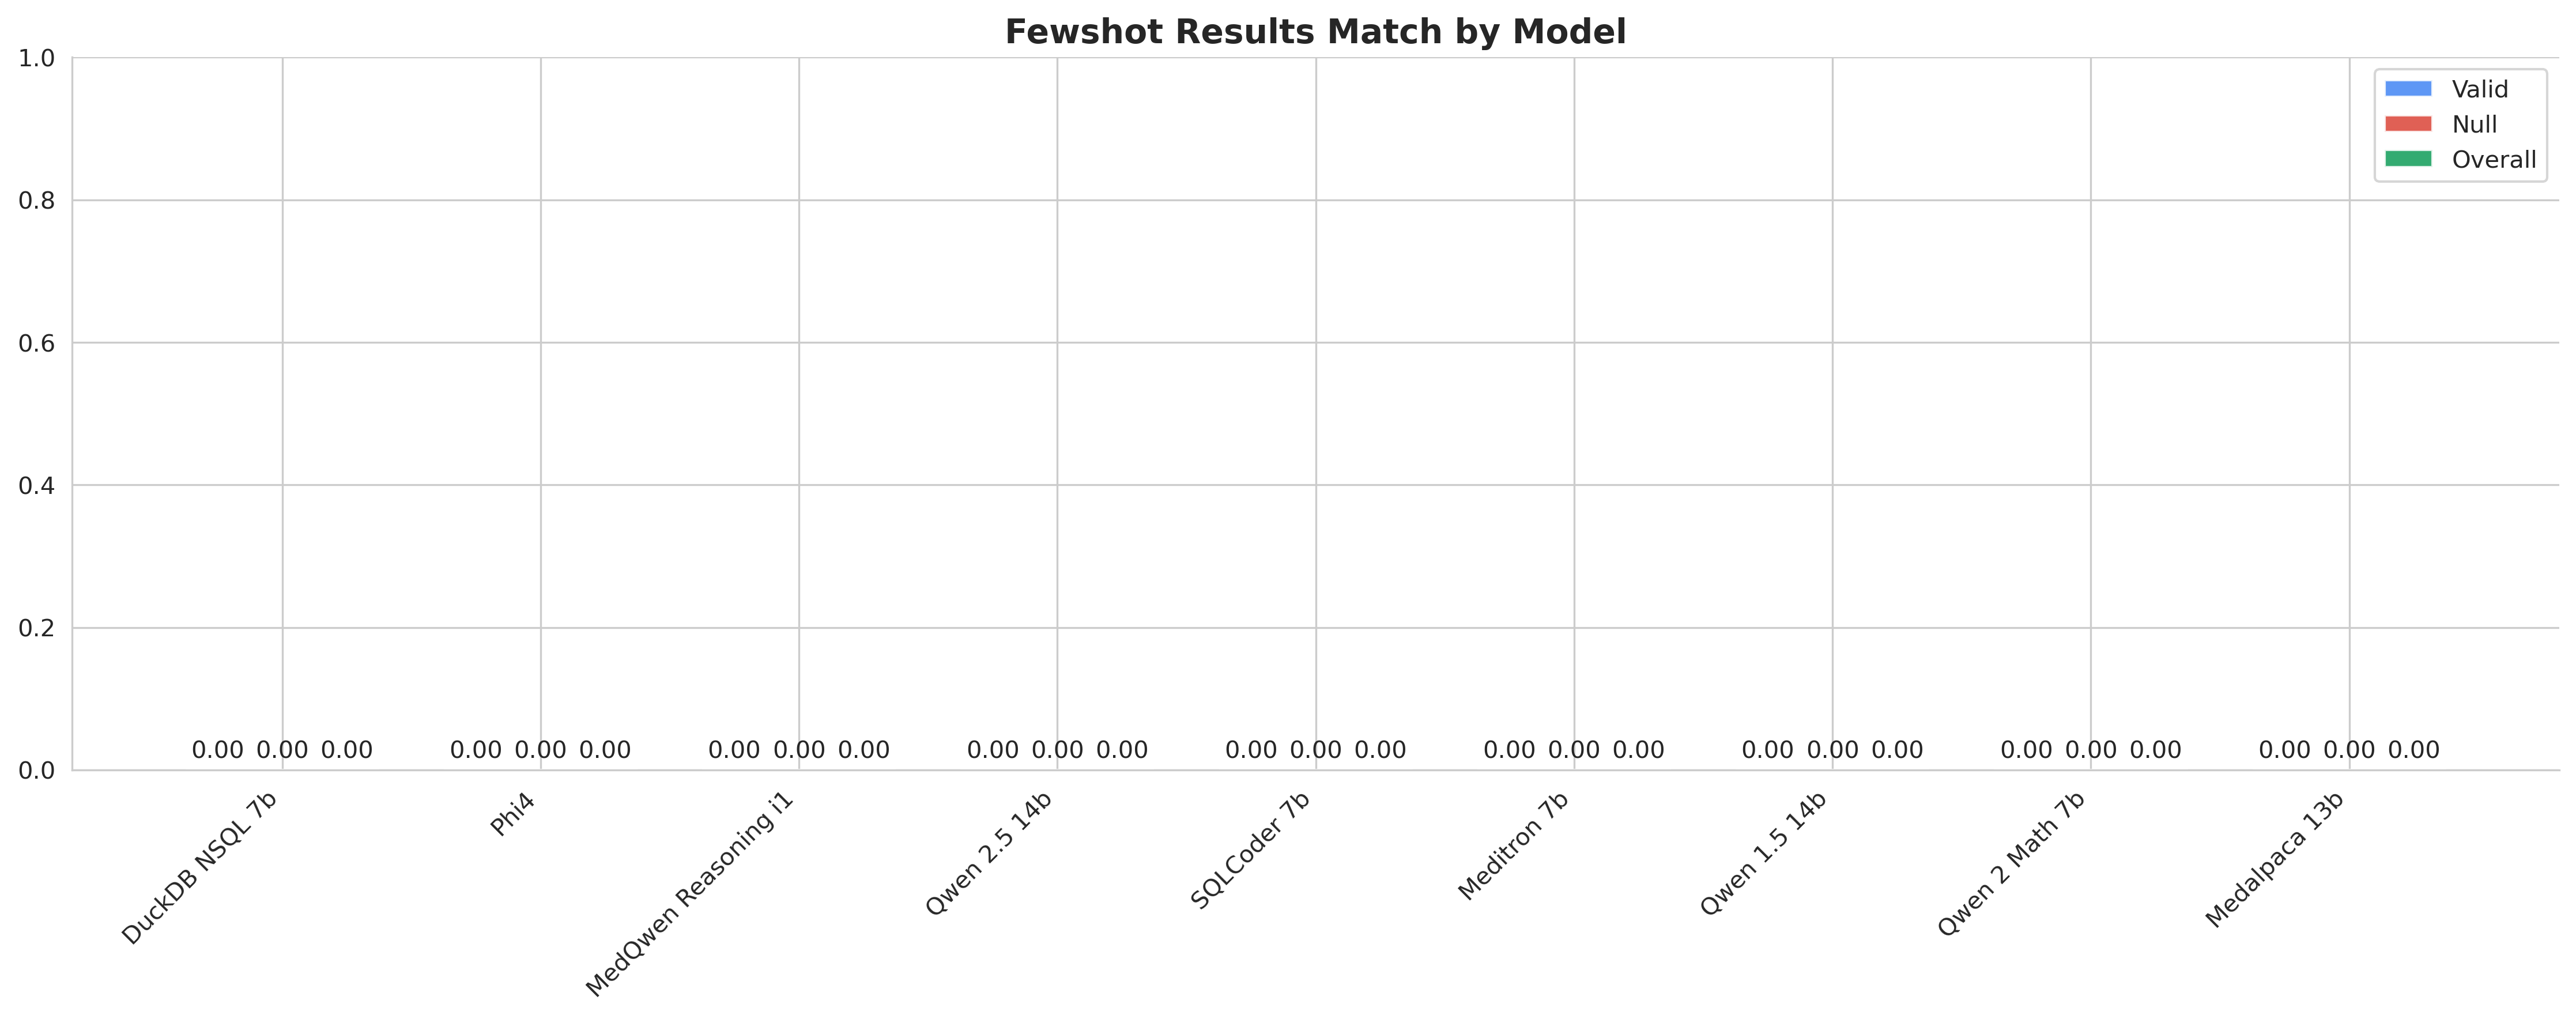 Fewshot Results Match by Model
1.0
0.8
0.6
0.4
0.2
0.0
Valid
Null
Overall
0.00 0.00 0.00 0.00 0.00 0.00 0.00 0.00 0.00 0.00 0.00 0.00 0.00 0.00 0.00 0.00 0.00 0.00 0.00 0.00 0.00 0.00 0.00 0.00 0.00 0.00 0.00
DuckDB NSQL 7b
Phi4
MedQwen Reasoning i1
Qwen 2.5 14b
SQLCoder 7b
Meditron 7b
Qwen 1.5 14b
Qwen 2 Math 7b
Medalpaca 13b